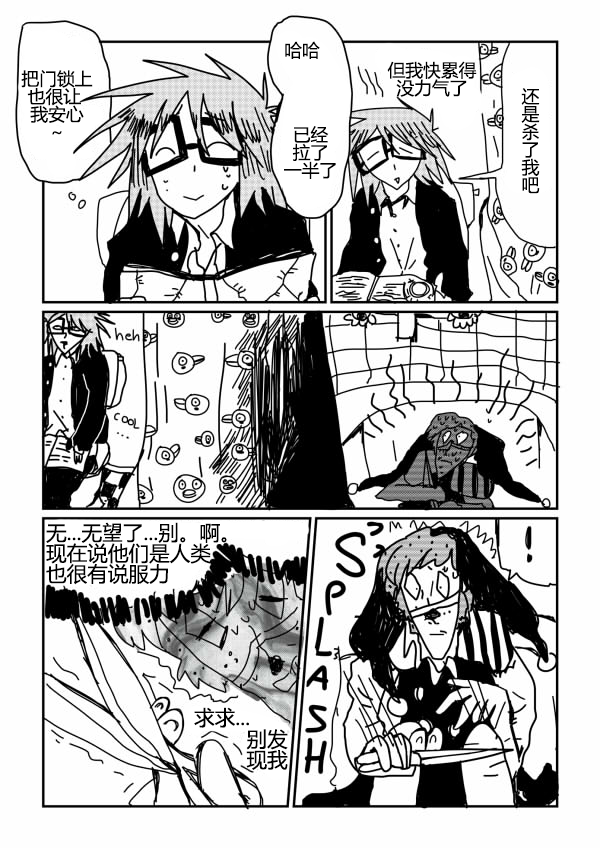 把门锁上
也很让
我安心
~
哈哈
已经
拉了
一半了
但我快累得
没力气了
还是杀了我吧
heh
COOL
...
无...无望了...别。啊。
现在说他们是人类
也很有说服力
求求...
别发
现我
!
SPLASH